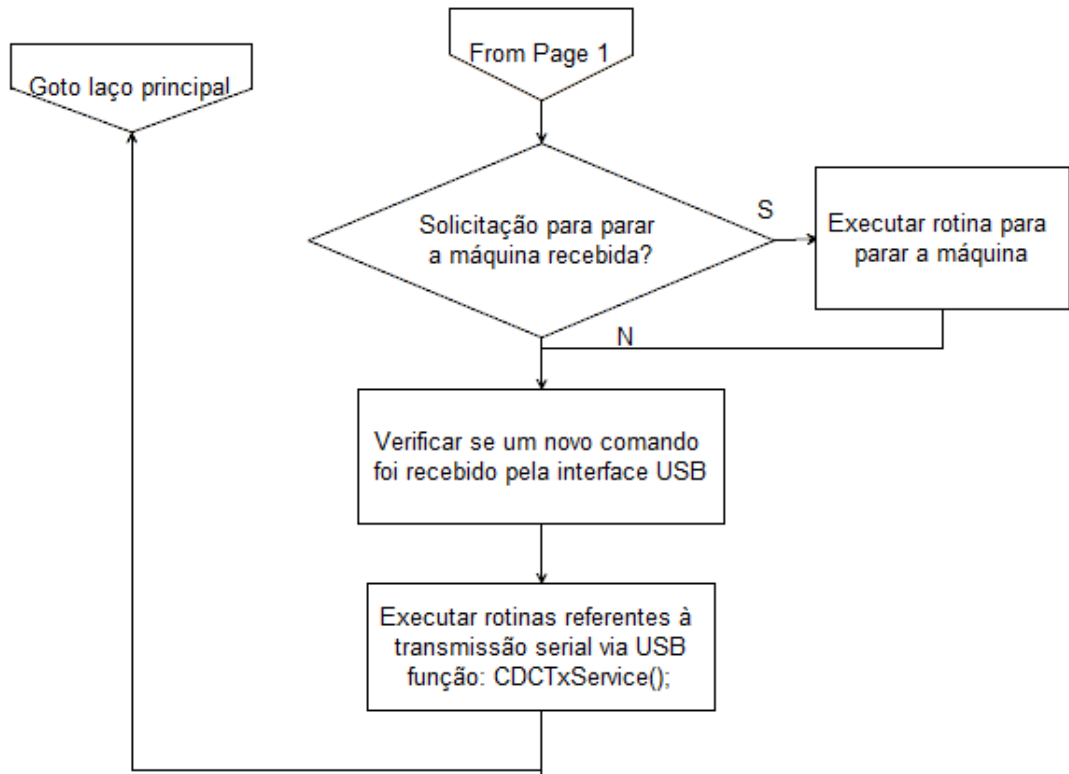 From Page 1
Goto laço principal
Solicitação para parar
a máquina recebida?
S
Executar rotina para
parar a máquina
N
Verificar se um novo comando
foi recebido pela interface USB
Executar rotinas referentes à
transmissão serial via USB
função: CDCTxService();